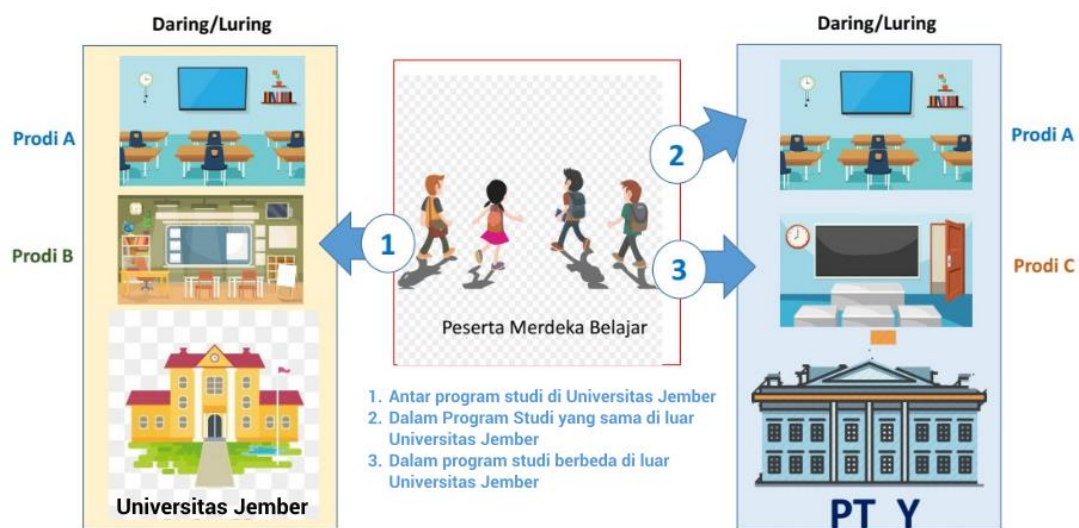 Daring/Luring
Prodi A
Prodi B
Universitas Jember
1
Peserta Merdeka Belajar
2
3
1. Antar program studi di Universitas Jember
2. Dalam Program Studi yang sama di luar
Universitas Jember
3. Dalam program studi berbeda di luar
Universitas Jember
Daring/Luring
Prodi A
Prodi C
PT Y